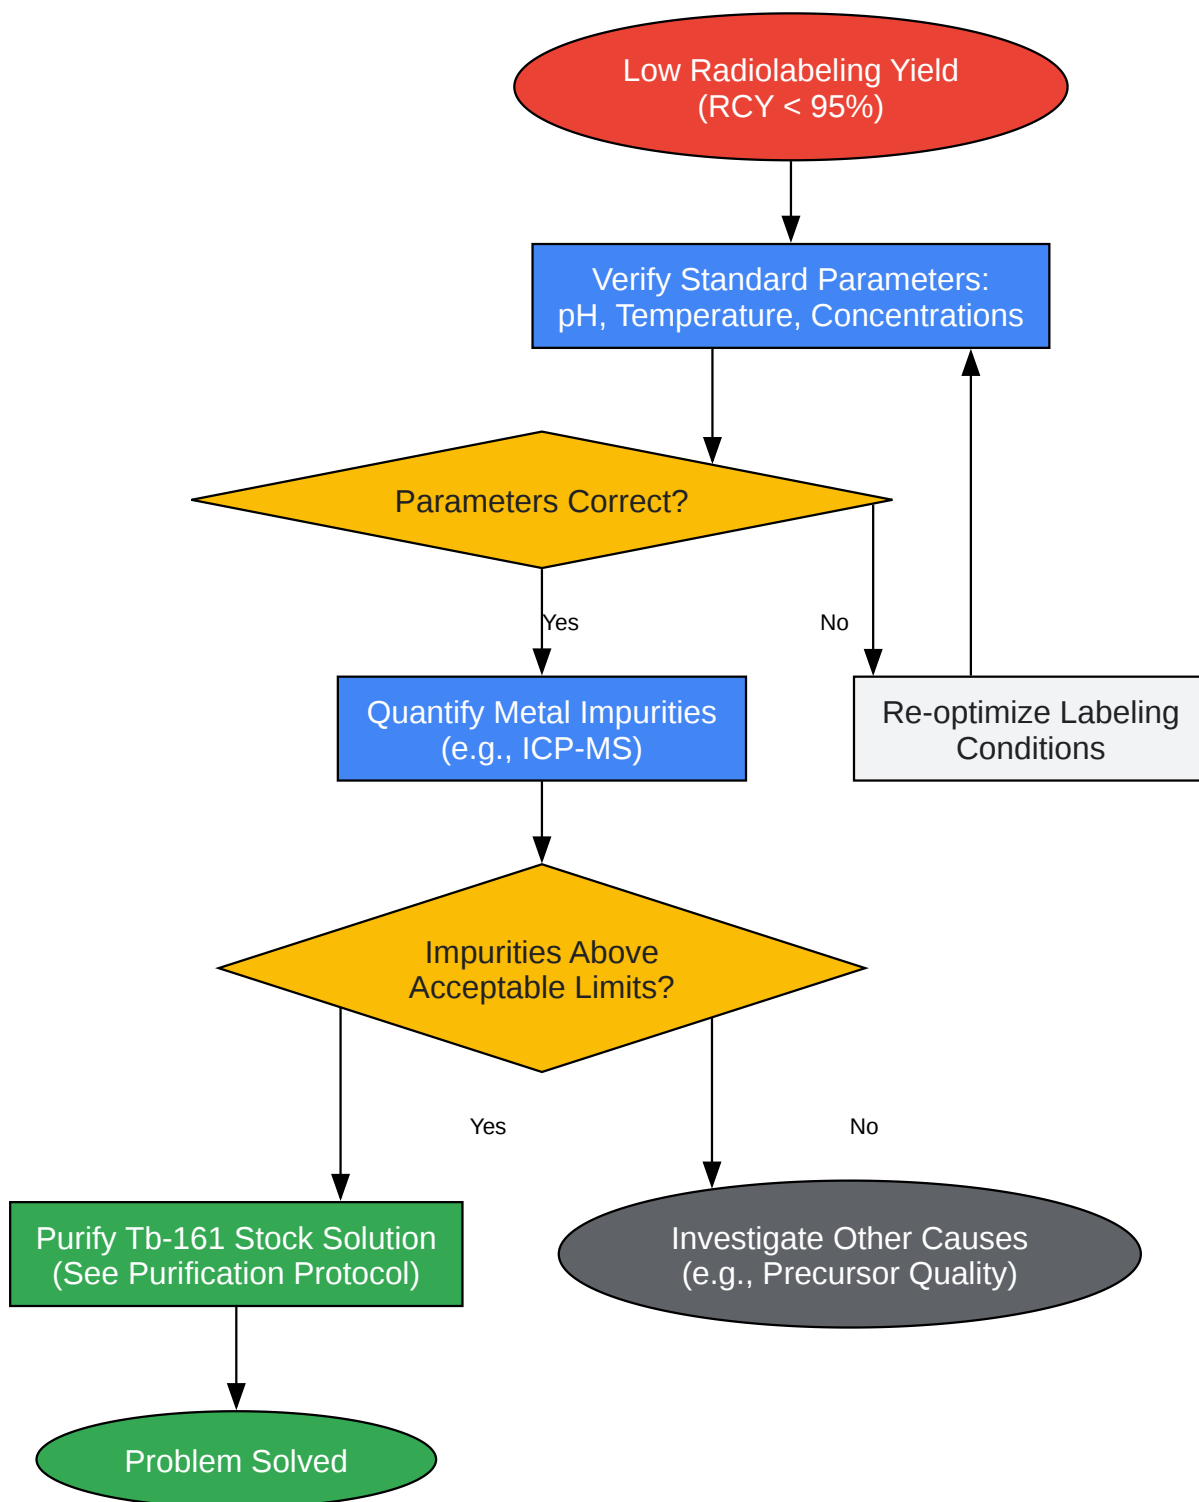 Low Radiolabeling Yield
(RCY < 95%)
Verify Standard Parameters:
pH, Temperature, Concentrations
Parameters Correct?
Yes
No
Quantify Metal Impurities
(e.g., ICP-MS)
Re-optimize Labeling
Conditions
Impurities Above
Acceptable Limits?
Yes
No
Purify Tb-161 Stock Solution
(See Purification Protocol)
Investigate Other Causes
(e.g., Precursor Quality)
Problem Solved